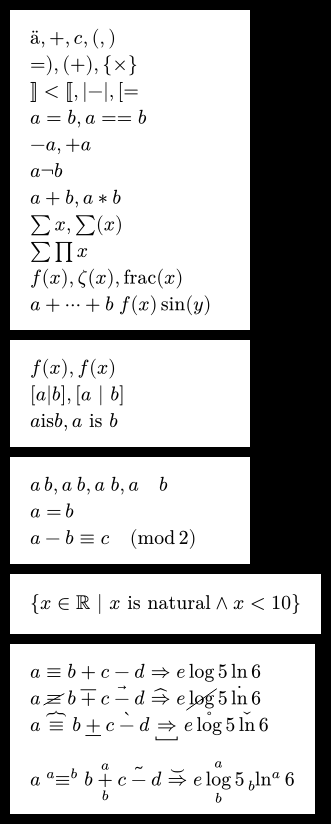 ä, +, c, (, )
=), (+), {×}
⟧ < ⟦, |−|, [=
a = b, a == b
−a, +a
a¬b
a + b, a ∗ b
∑ x, ∑(x)
∑ ∏ x
f(x), ζ(x), frac(x)
a + ··· + b f(x) sin(y)
f(x), f(x)
[a|b], [a | b]
aisb, a is b
a b, a b, a b, a b
a = b
a − b ≡ c (mod 2)
{x ∈ ℝ | x is natural ∧ x < 10}
a ≡ b + c − d ⇒ e log 5 ln 6
a ≡ b + c − d ⇒ e log 5 ln 6
a ≡ b + c − d ⇒ e log 5 ln 6
a ᵃ≡ᵇ b + c − d ⇒ e log 5 ln 6